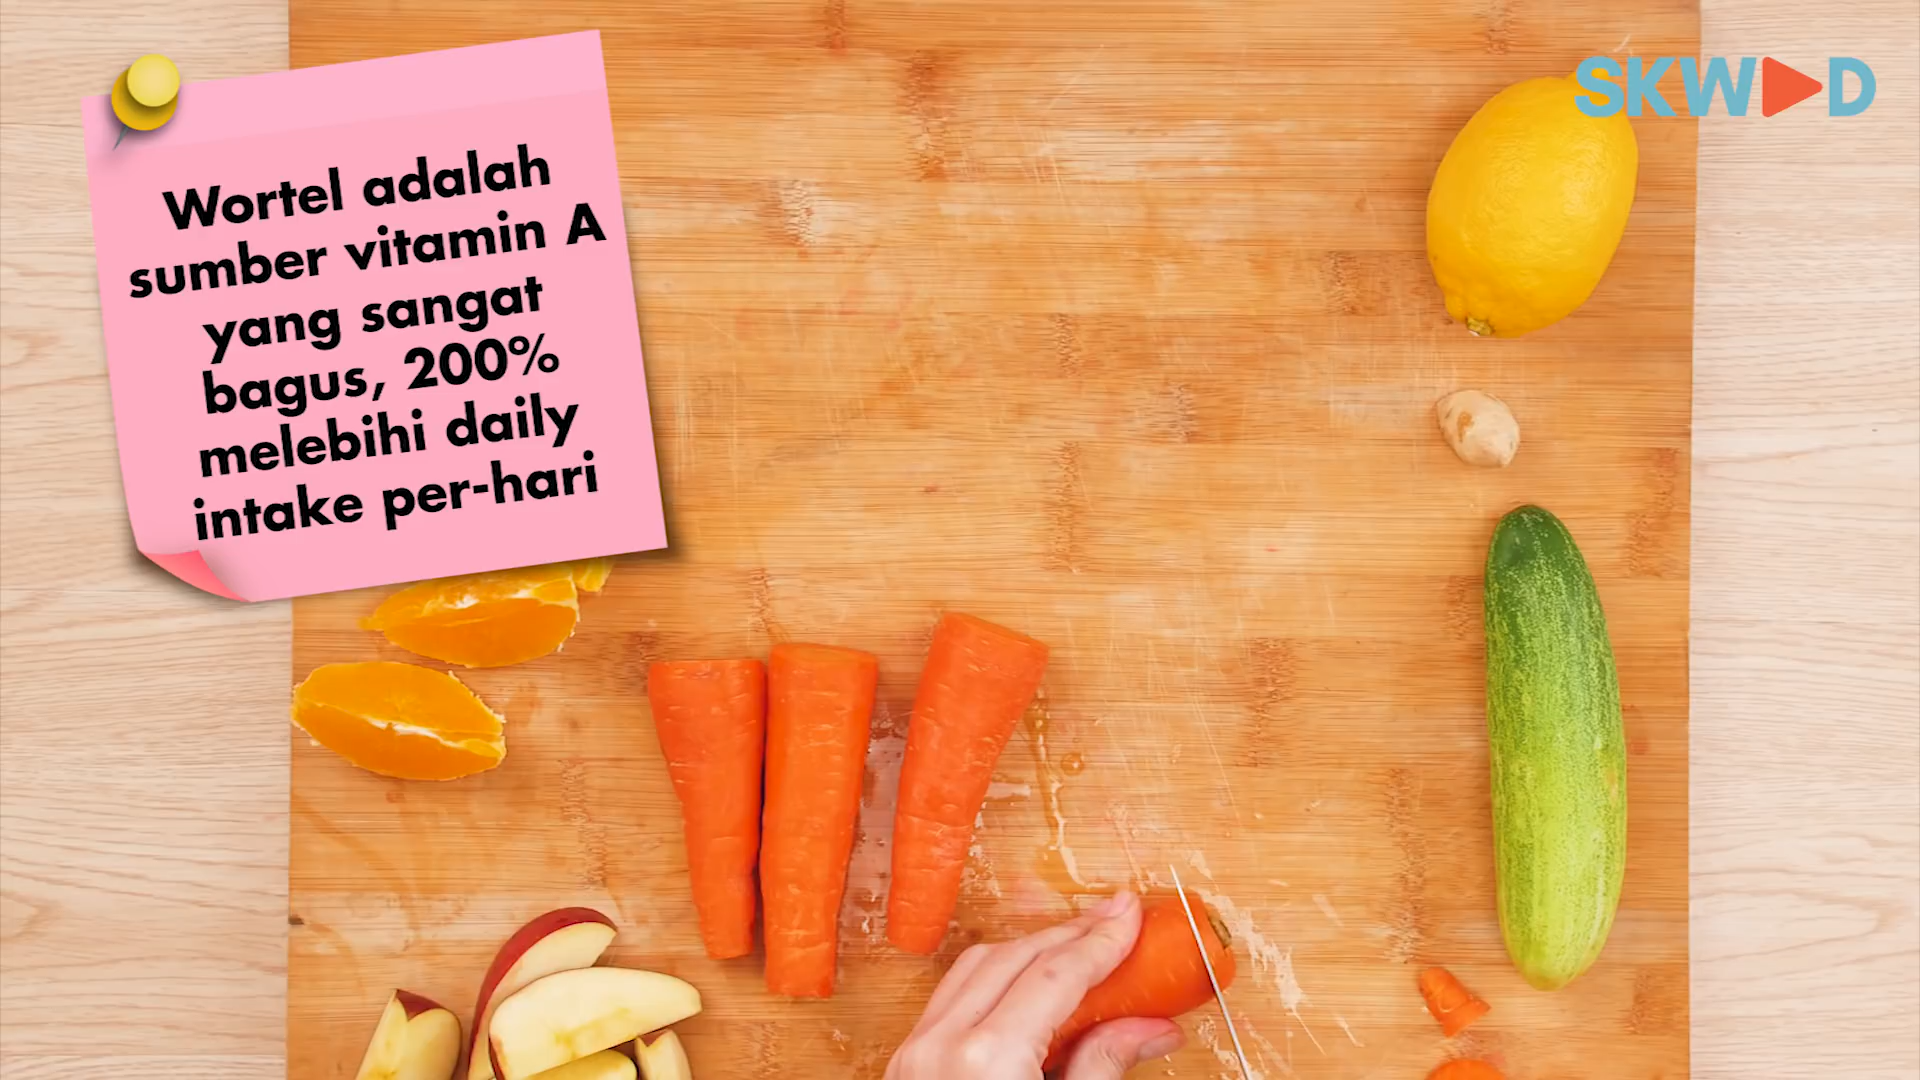 SKWAD
Wortel adalah
sumber vitamin A
yang sangat
bagus, 200%
melebihi daily
intake per-hari